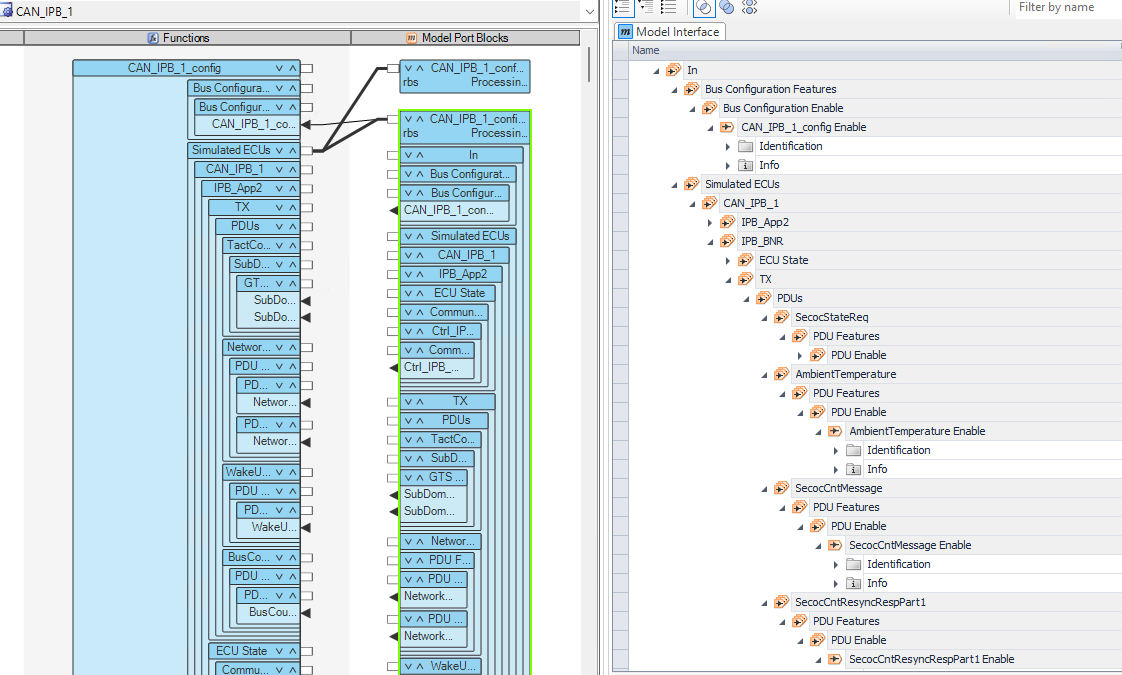 CAN_IPB_1
Functions
Model Port Blocks
CAN_IPB_1_config
Bus Configura...
Bus Configur...
CAN_IPB_1_co...
Simulated ECUs
CAN_IPB_1
IPB_App2
TX
PDUs
TactCo...
SubD...
GT...
SubDo...
SubDo...
Networ...
PDU ...
PD...
Networ...
PD...
Networ...
WakeU...
PDU ...
PD...
WakeU...
BusCo...
PDU ...
PD...
BusCou...
ECU State
Commu...
CAN_IPB_1_conf...
rbs Processin...
CAN_IPB_1_confi...
rbs Processin...
In
Bus Configurat...
Bus Configur...
CAN_IPB_1_con...
Simulated ECUs
CAN_IPB_1
IPB_App2
ECU State
Commun...
Ctrl_IP...
Comm...
Ctrl_IPB_...
TX
PDUs
TactCo...
SubD...
GTS ...
SubDom...
SubDom...
Networ...
PDU F...
PDU ...
Network...
PDU ...
Network...
WakeU...
Filter by name
m Model Interface
Name
In
Bus Configuration Features
Bus Configuration Enable
CAN_IPB_1_config Enable
Identification
Info
Simulated ECUs
CAN_IPB_1
IPB_App2
IPB_BNR
ECU State
TX
PDUs
SecocStateReq
PDU Features
PDU Enable
AmbientTemperature
PDU Features
PDU Enable
AmbientTemperature Enable
Identification
Info
SecocCntMessage
PDU Features
PDU Enable
SecocCntMessage Enable
Identification
Info
SecocCntResyncRespPart1
PDU Features
PDU Enable
SecocCntResyncRespPart1 Enable